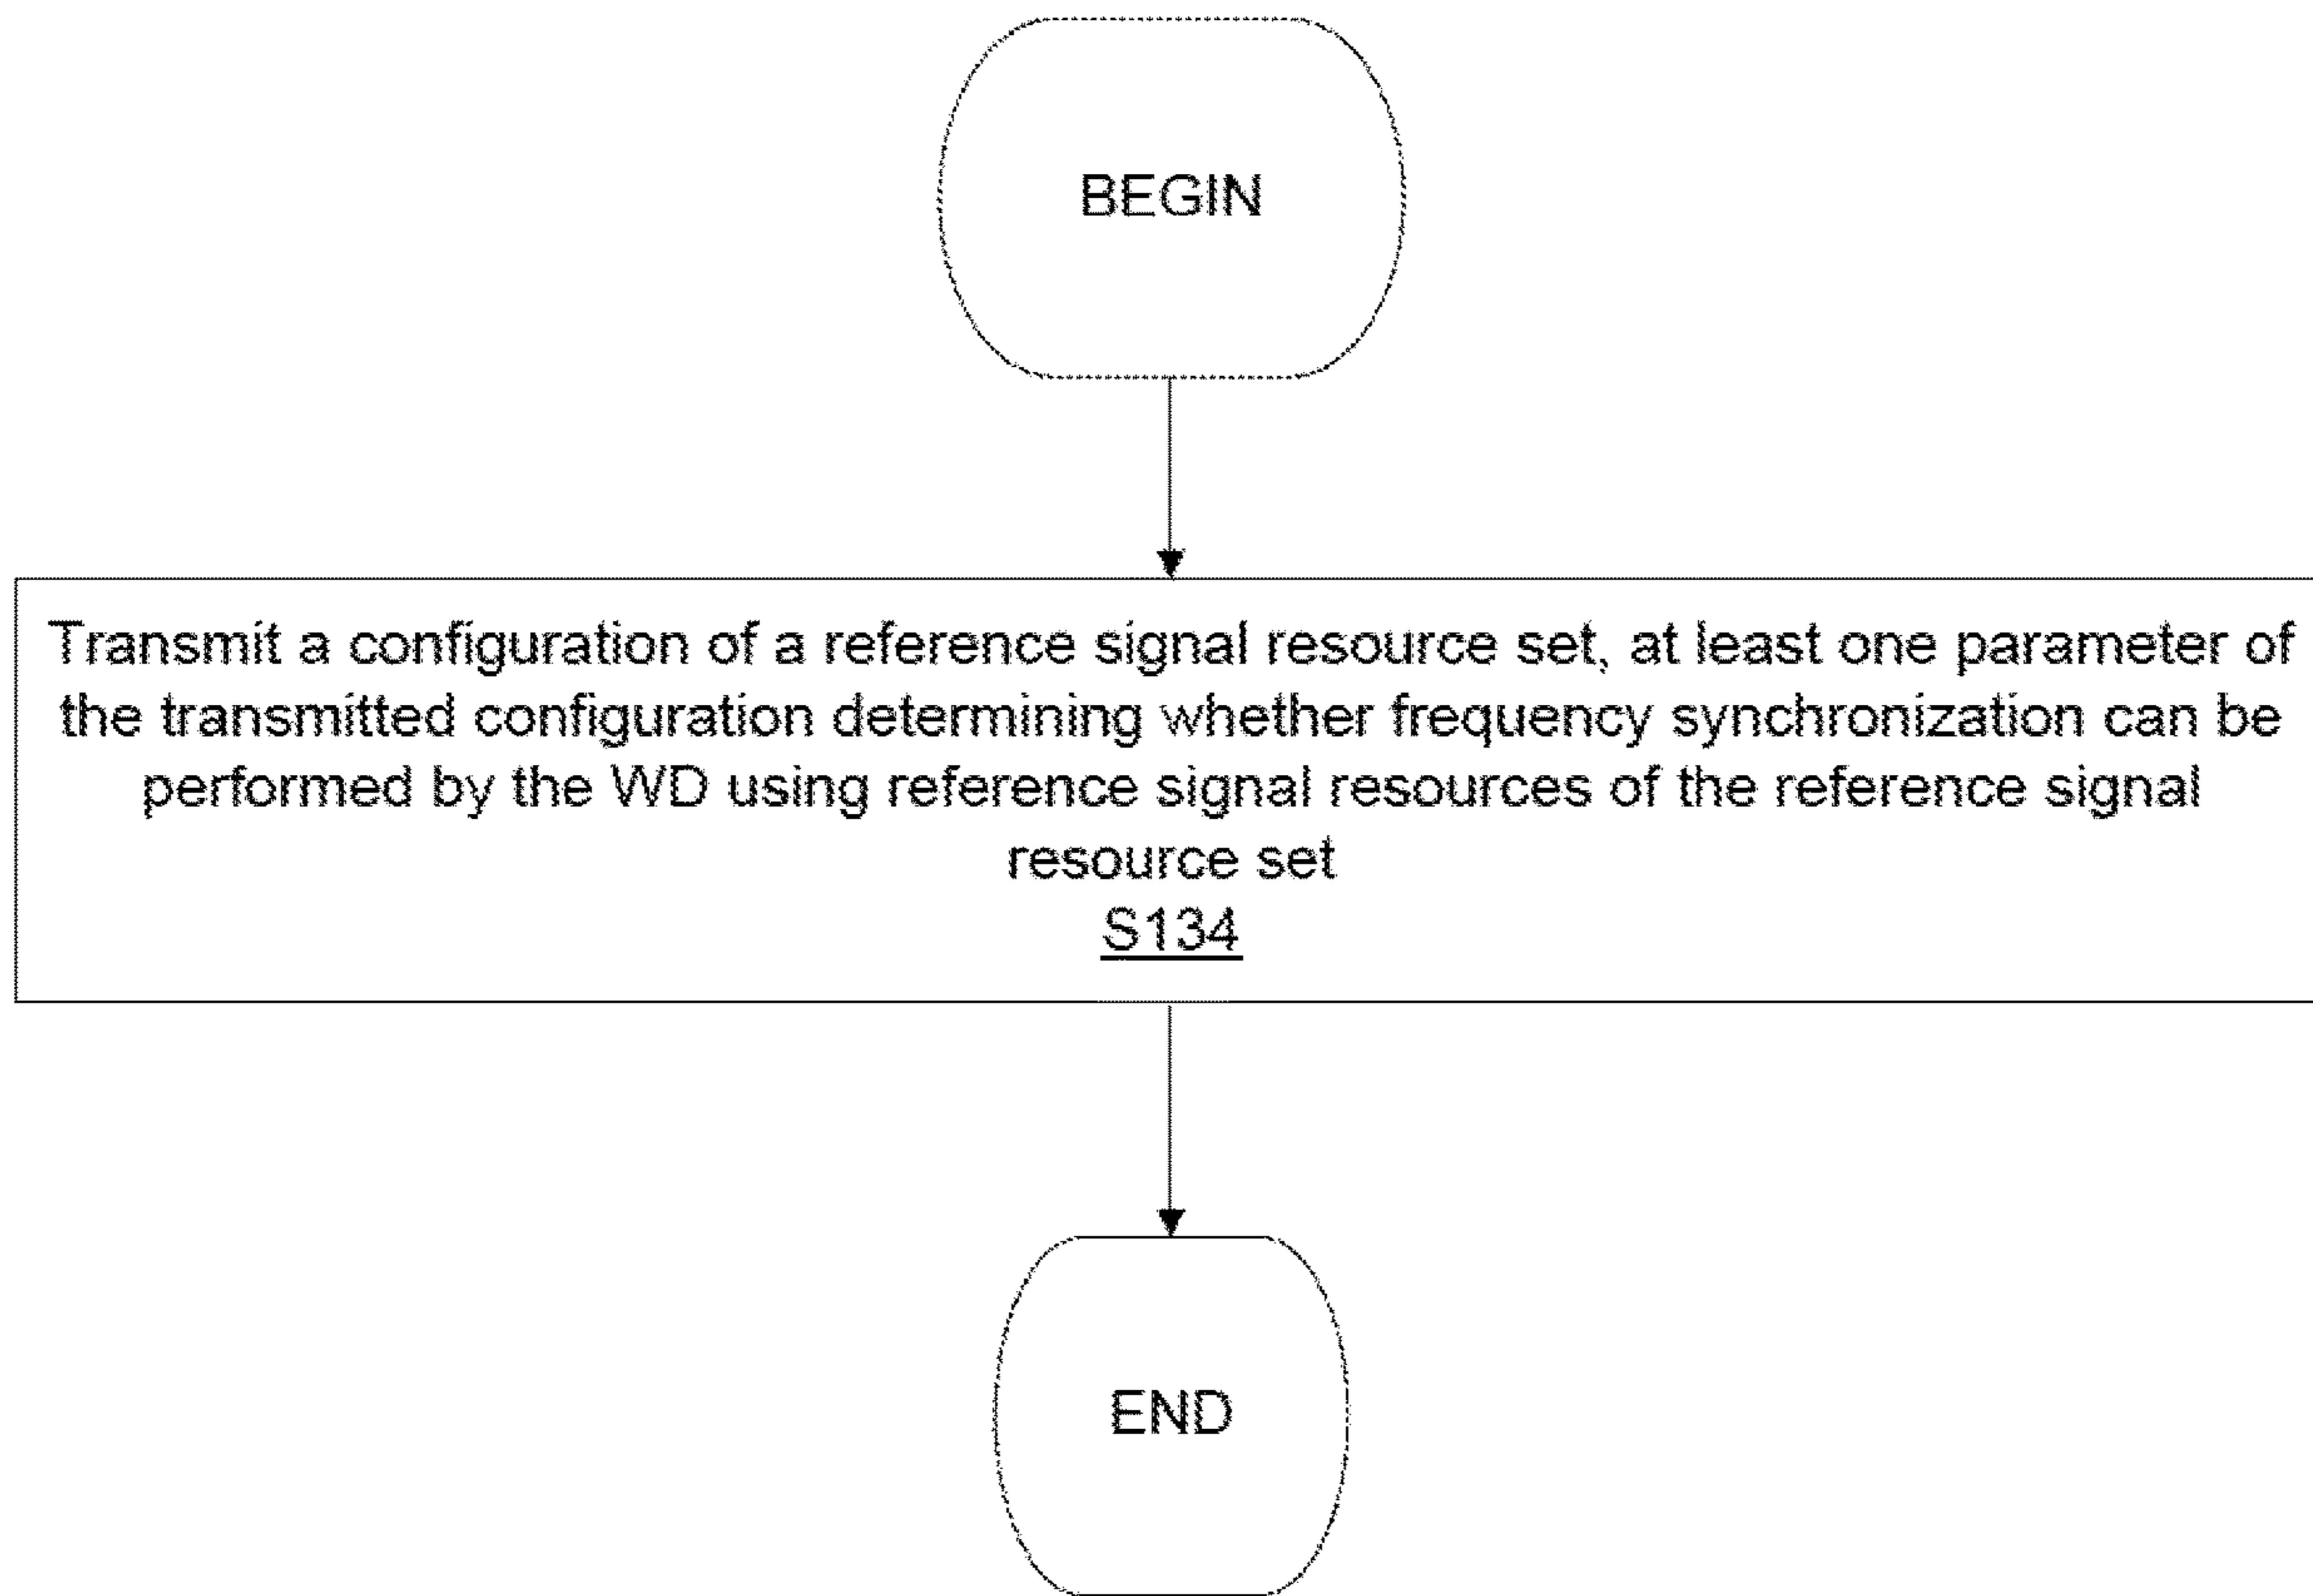 BEGIN
Transmit a configuration of a reference signal resource set, at least one parameter of
the transmitted configuration determining whether frequency synchronization can be
performed by the WD using reference signal resources of the reference signal
resource set
S134
END